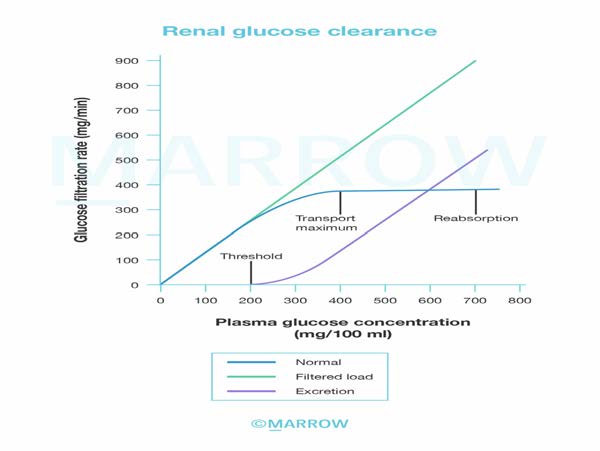 Renal glucose clearance
MARROW
Glucose filtration rate (mg/min)
900
800
700
600
500
400
300
200
100
0
Threshold
Transport
maximum
Reabsorption
0 100 200 300 400 500 600 700 800
Plasma glucose concentration
(mg/100 ml)
Normal
Filtered load
Excretion
©MARROW